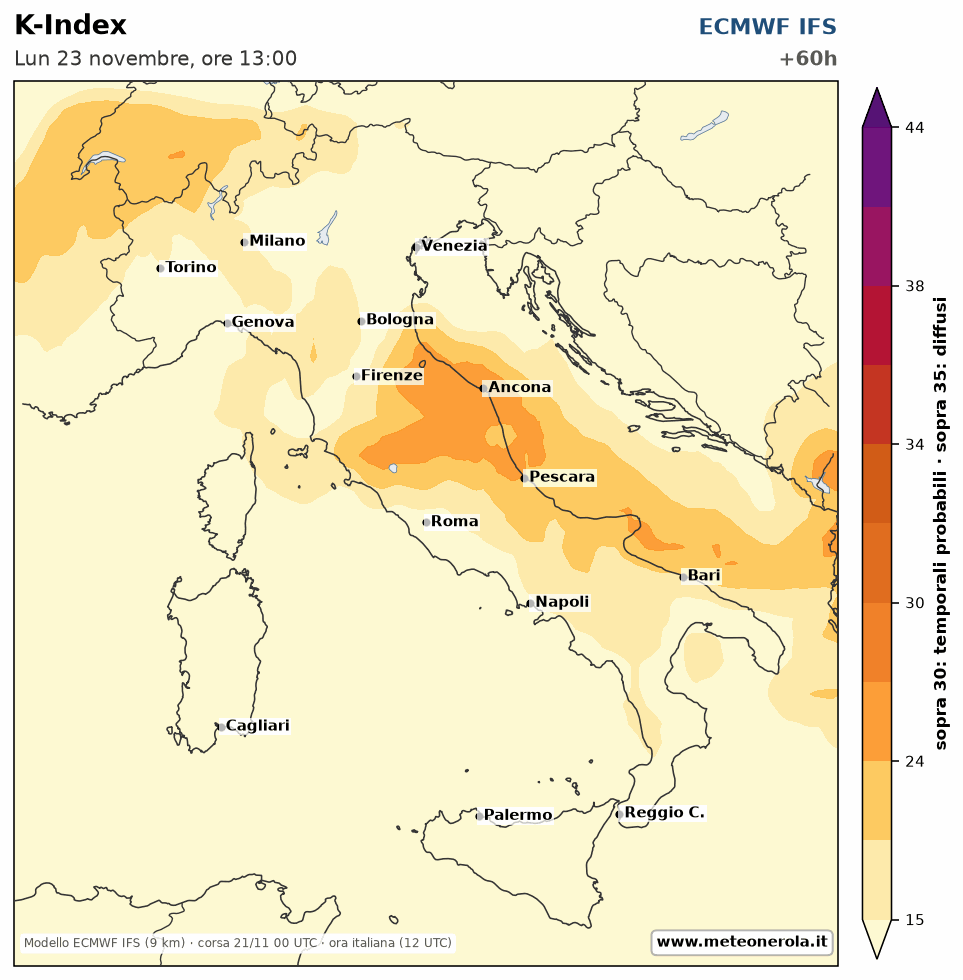 K-Index
ECMWF IFS
Lun 23 novembre, ore 13:00
+60h
Milano
Venezia
Torino
Genova
Bologna
Firenze
Ancona
Pescara
Roma
Bari
Napoli
Cagliari
Palermo
Reggio C.
44
38
34
30
24
15
sopra 30: temporali probabili · sopra 35: diffusi
Modello ECMWF IFS (9 km) · corsa 21/11 00 UTC · ora italiana (12 UTC)
www.meteonerola.it